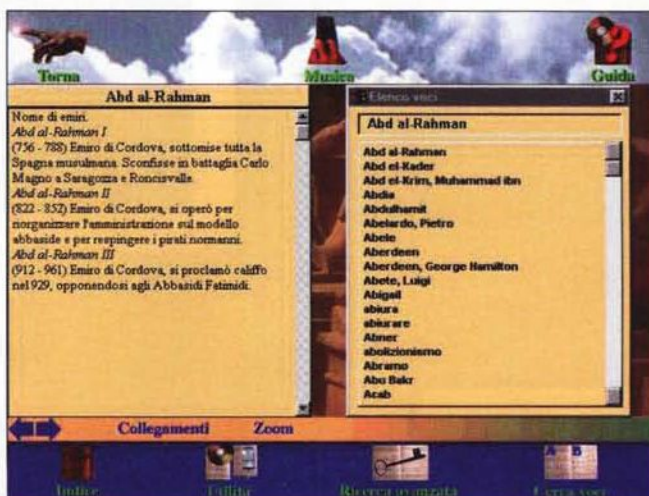 Torna
Musica
Guida
Abd al-Rahman
Nome di emiri.
Abd al-Rahman I
(756 - 788) Emiro di Cordova, sottomise tutta la
Spagna musulmana. Sconfisse in battaglia Carlo
Magno a Saragozza e Roncisvalle.
Abd al-Rahman II
(822 - 852) Emiro di Cordova, si operò per
riorganizzare l'amministrazione sul modello
abbaside e per respingere i pirati normanni.
Abd al-Rahman III
(912 - 961) Emiro di Cordova, si proclamò califfo
nel 929, opponendosi agli Abbasidi Fatimidi.
Elenco voci
Abd al-Rahman
Abd al-Rahman
Abd el-Kader
Abd el-Krim, Muhammad ibn
Abdia
Abdulhamit
Abelardo, Pietro
Abele
Aberdeen
Aberdeen, George Hamilton
Abete, Luigi
Abigail
abiura
abiurare
Abner
abolizionismo
Abramo
Abu Bakr
Acab
Collegamenti Zoom
A B
Indice
Utilità
Ricerca avanzata